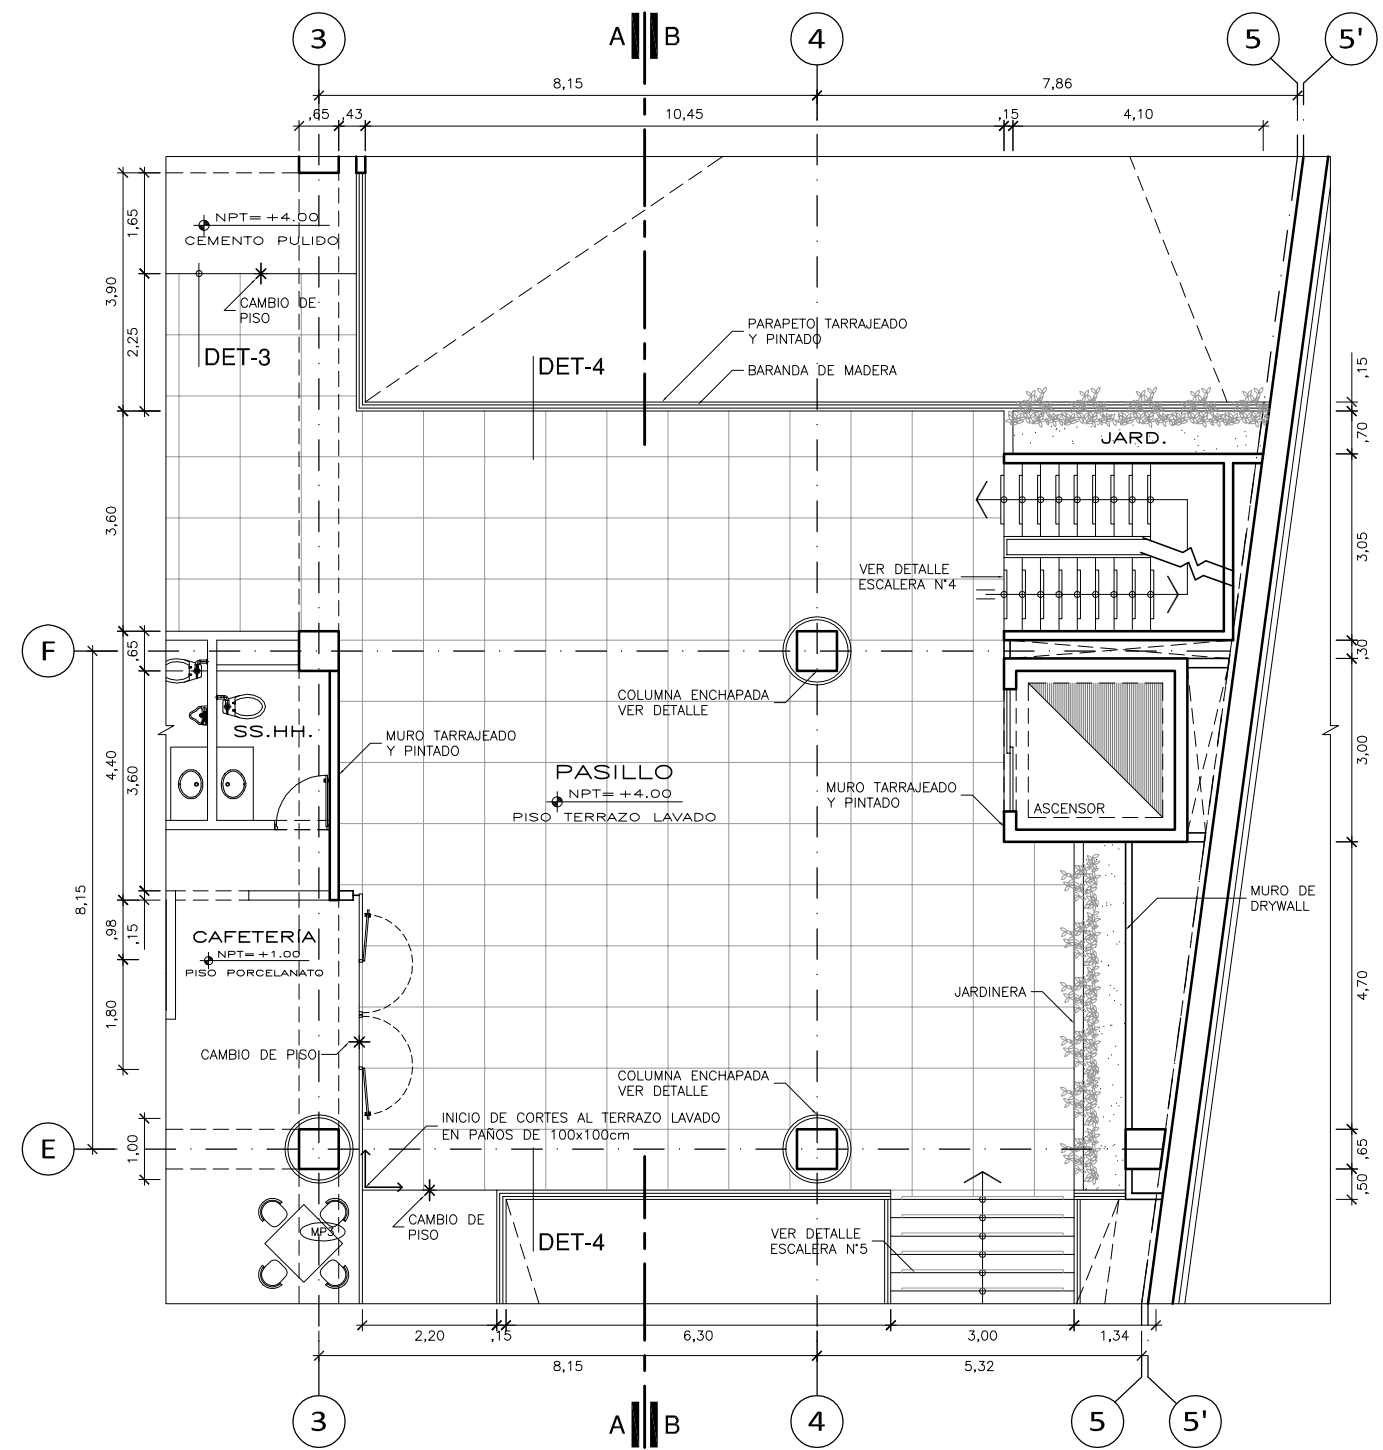 3
A B
4
5
5'
8,15
7,86
,65
,43
10,45
,15
4,10
1,65
3,90
2,25
NPT= +4.00
CEMENTO PULIDO
CAMBIO DE
PISO
DET-3
DET-4
PARAPETO TARRAJEADO
Y PINTADO
BARANDA DE MADERA
,15
,70
JARD.
3,60
3,05
VER DETALLE
ESCALERA N°4
F
,65
,30
COLUMNA ENCHAPADA
VER DETALLE
SS.HH.
MURO TARRAJEADO
Y PINTADO
4,40
3,60
3,00
PASILLO
NPT= +4.00
PISO TERRAZO LAVADO
MURO TARRAJEADO
Y PINTADO
ASCENSOR
8,15
,98
,15
MURO DE
DRYWALL
CAFETERÍA
NPT= +1.00
PISO PORCELANATO
JARDINERA
4,70
1,80
CAMBIO DE PISO
COLUMNA ENCHAPADA
VER DETALLE
INICIO DE CORTES AL TERRAZO LAVADO
EN PAÑOS DE 100x100cm
E
1,00
,65
,50
MP3
CAMBIO DE
PISO
DET-4
VER DETALLE
ESCALERA N°5
2,20
,15
6,30
3,00
1,34
8,15
5,32
3
A B
4
5
5'